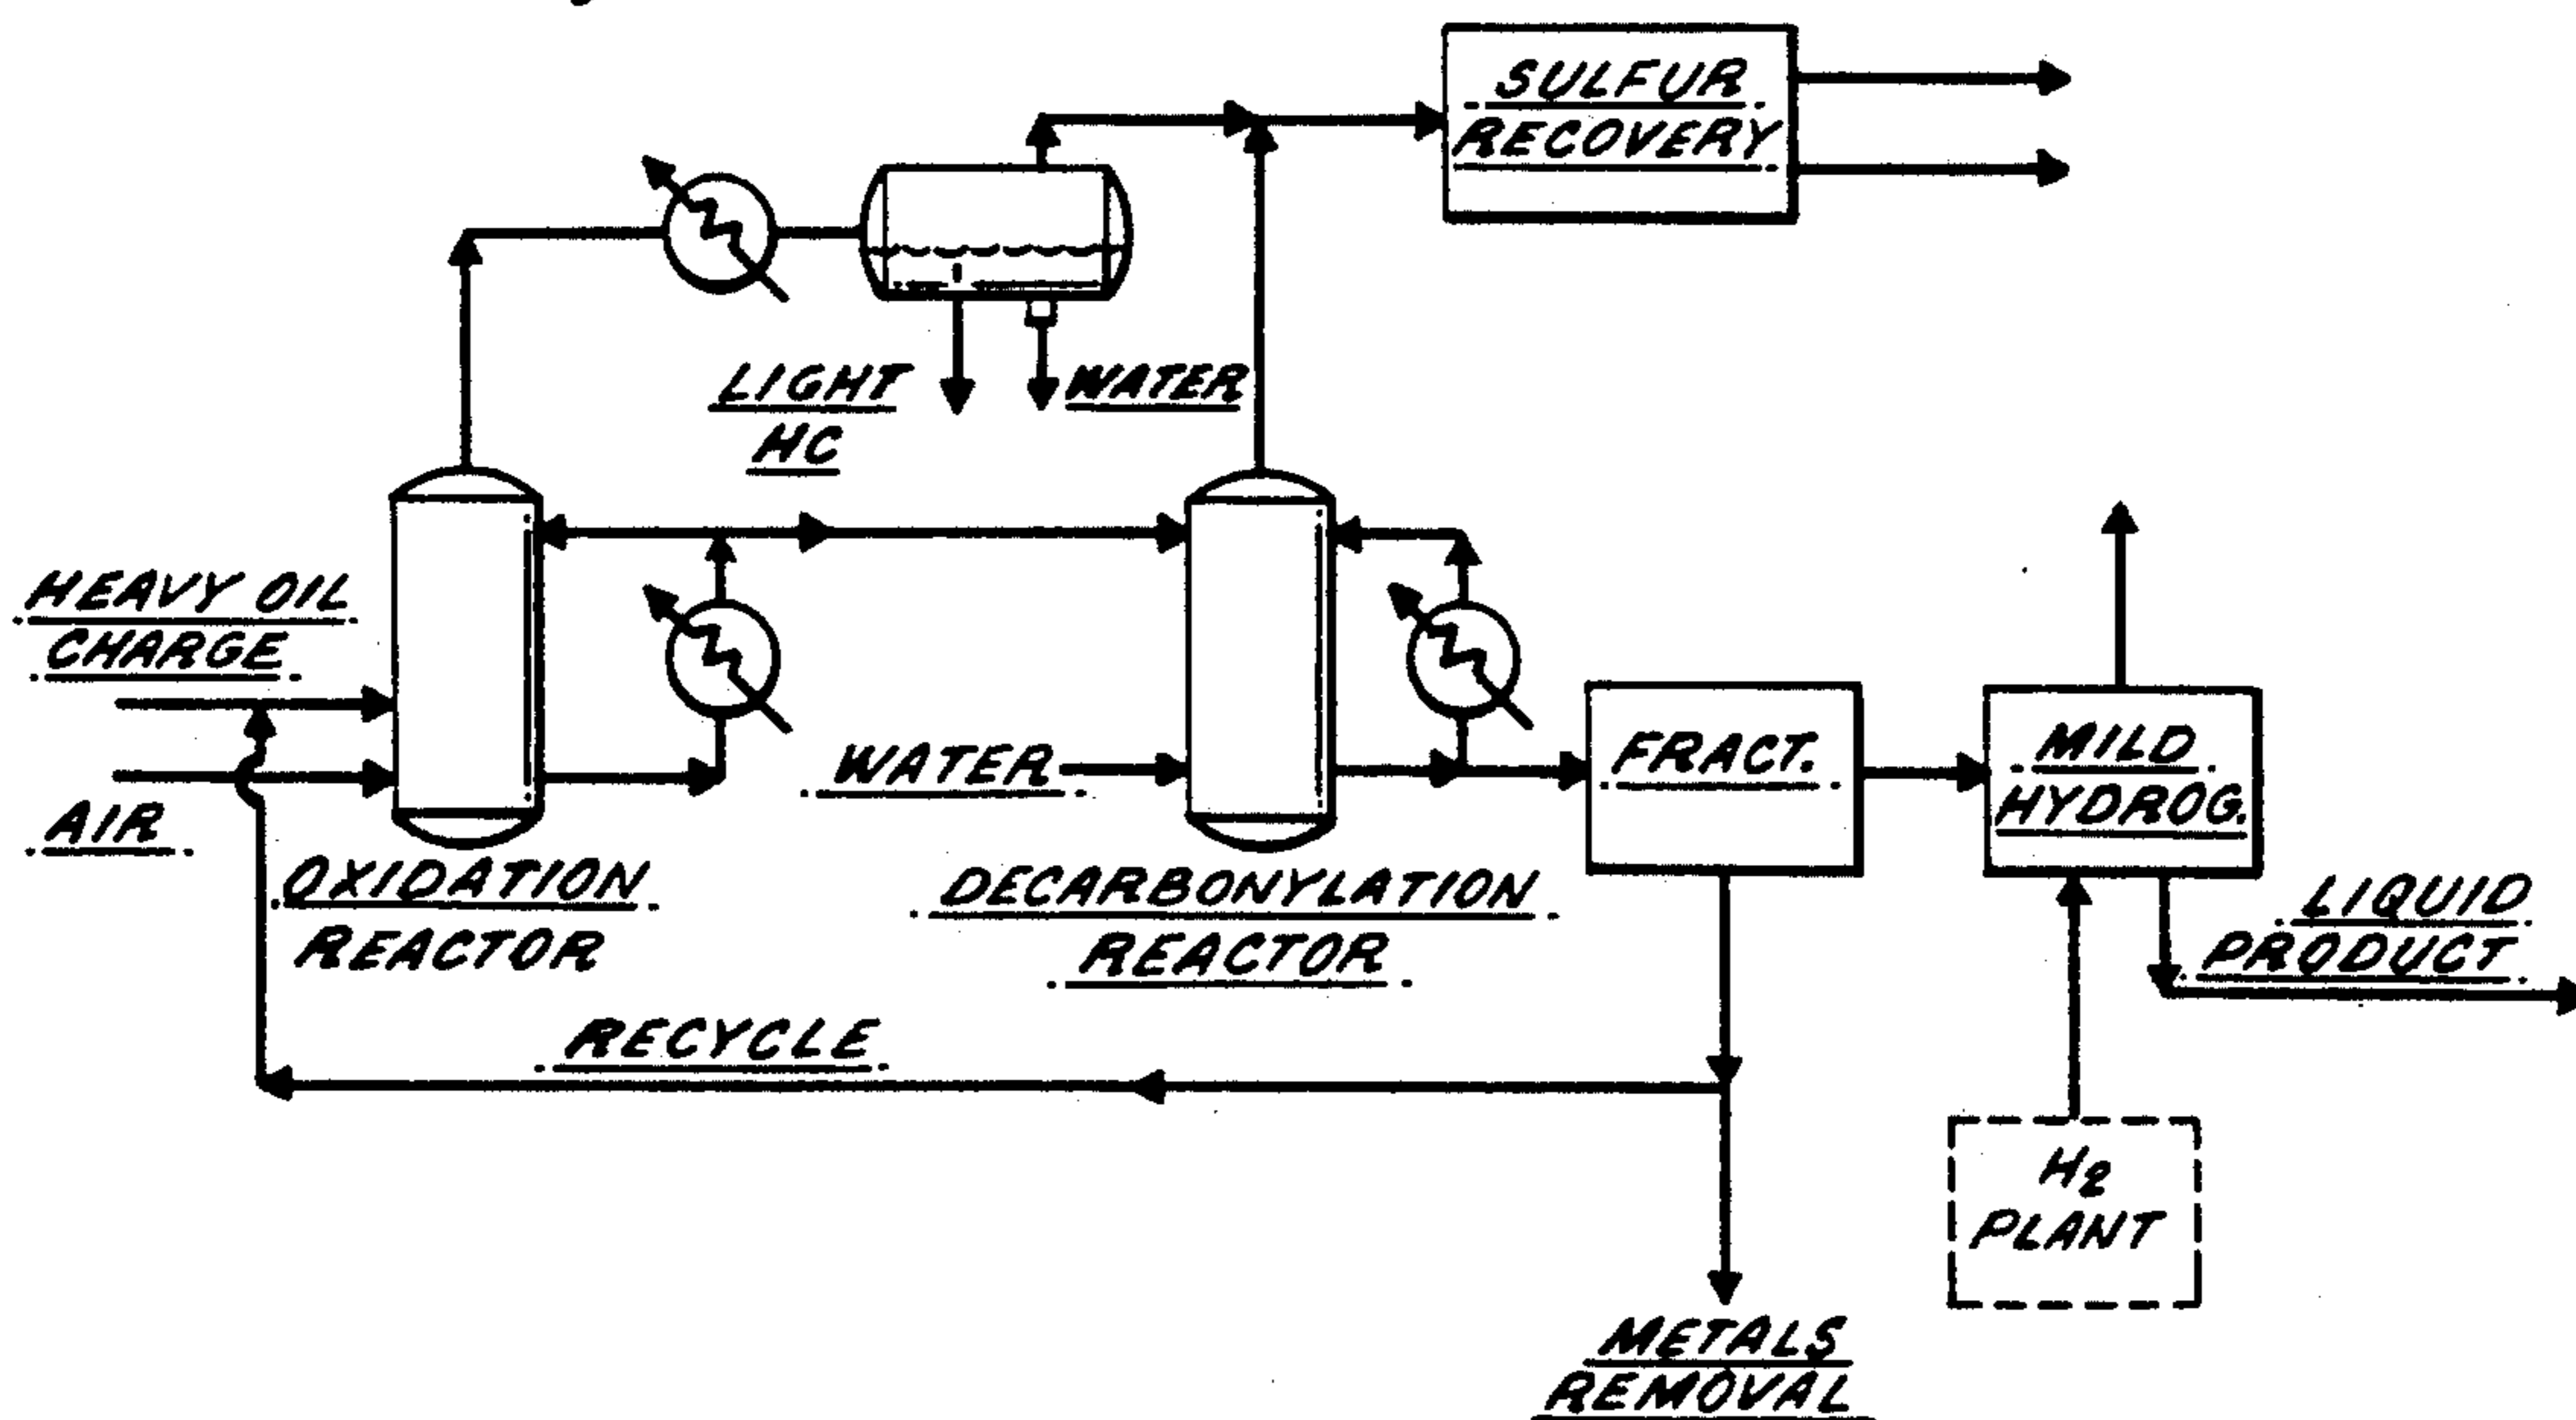 SULFUR
RECOVERY
LIGHT
HC
WATER
HEAVY OIL
CHARGE
AIR
OXIDATION
REACTOR
WATER
DECARBONYLATION
REACTOR
FRACT.
MILD
HYDROG.
LIQUID
PRODUCT
RECYCLE
H2
PLANT
METALS
REMOVAL